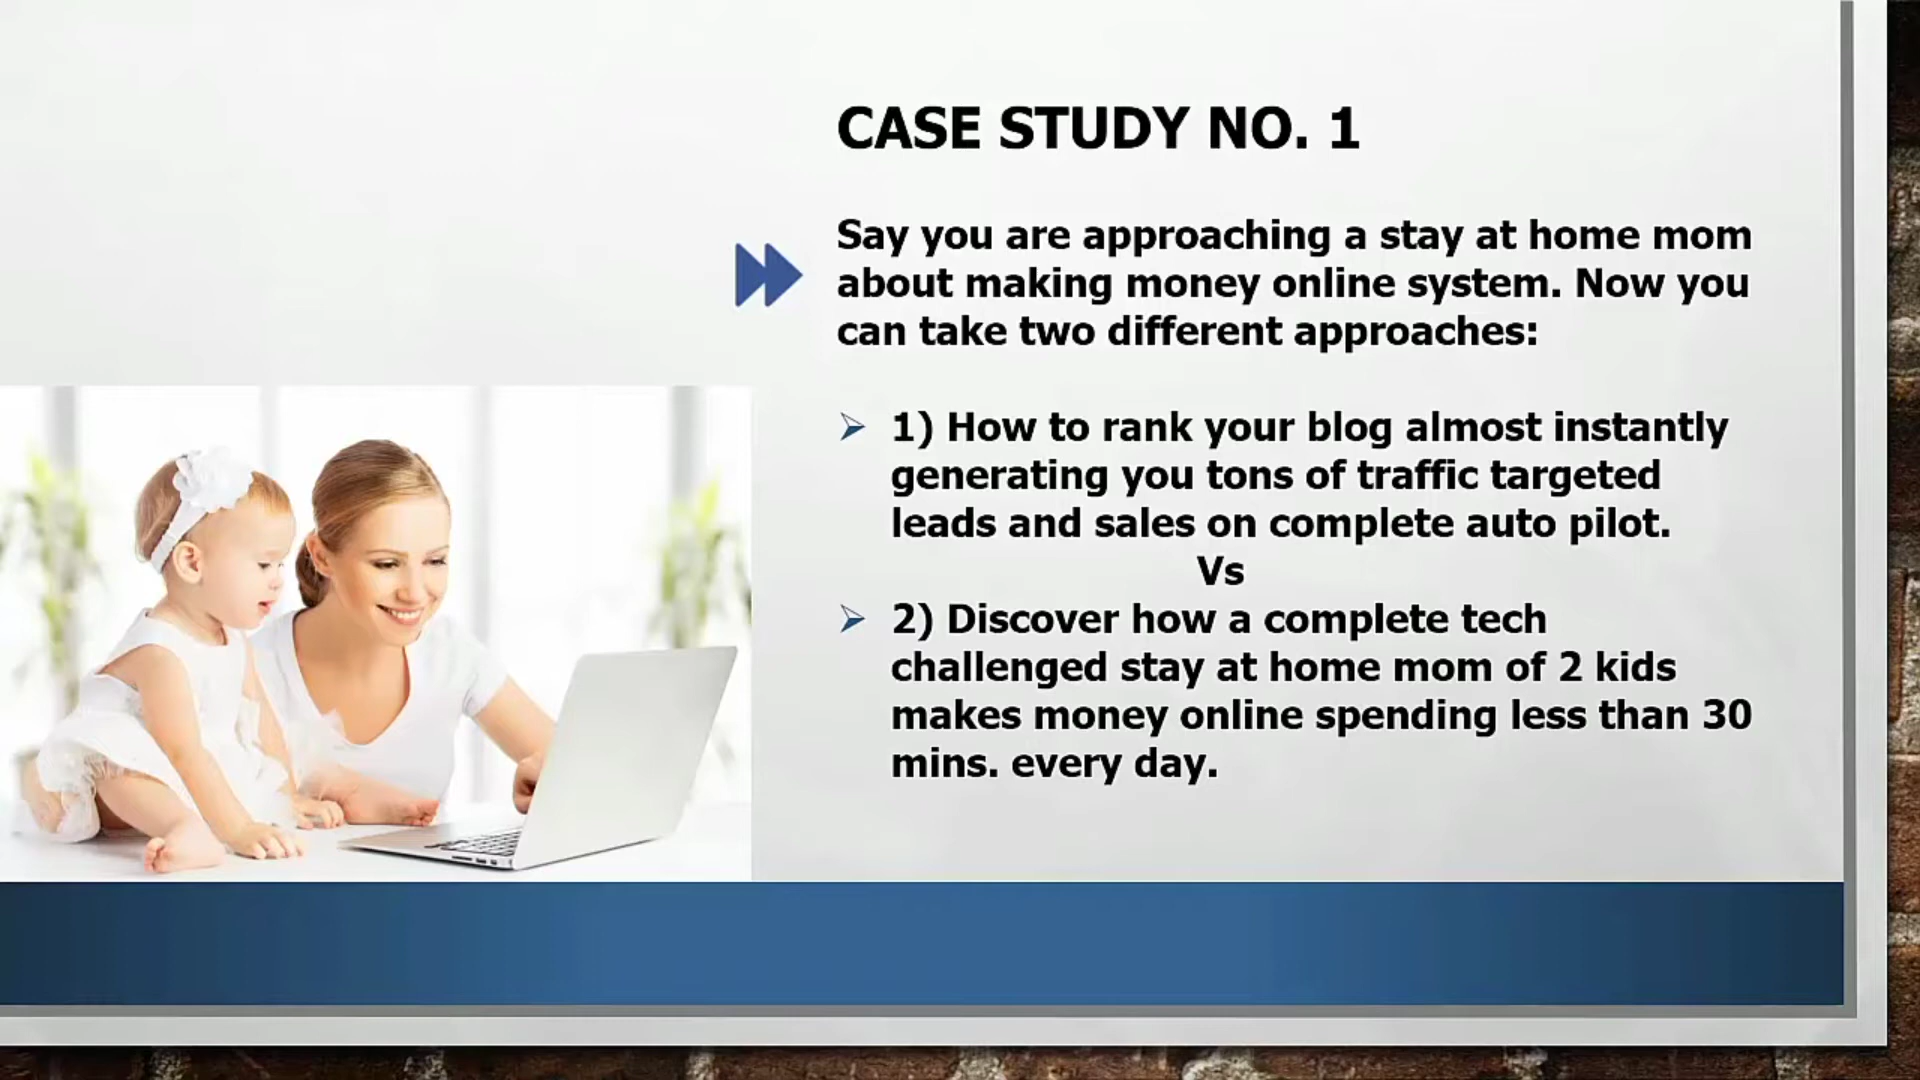 CASE STUDY NO. 1
Say you are approaching a stay at home mom
about making money online system. Now you
can take two different approaches:
1) How to rank your blog almost instantly
generating you tons of traffic targeted
leads and sales on complete auto pilot.
Vs
2) Discover how a complete tech
challenged stay at home mom of 2 kids
makes money online spending less than 30
mins. every day.